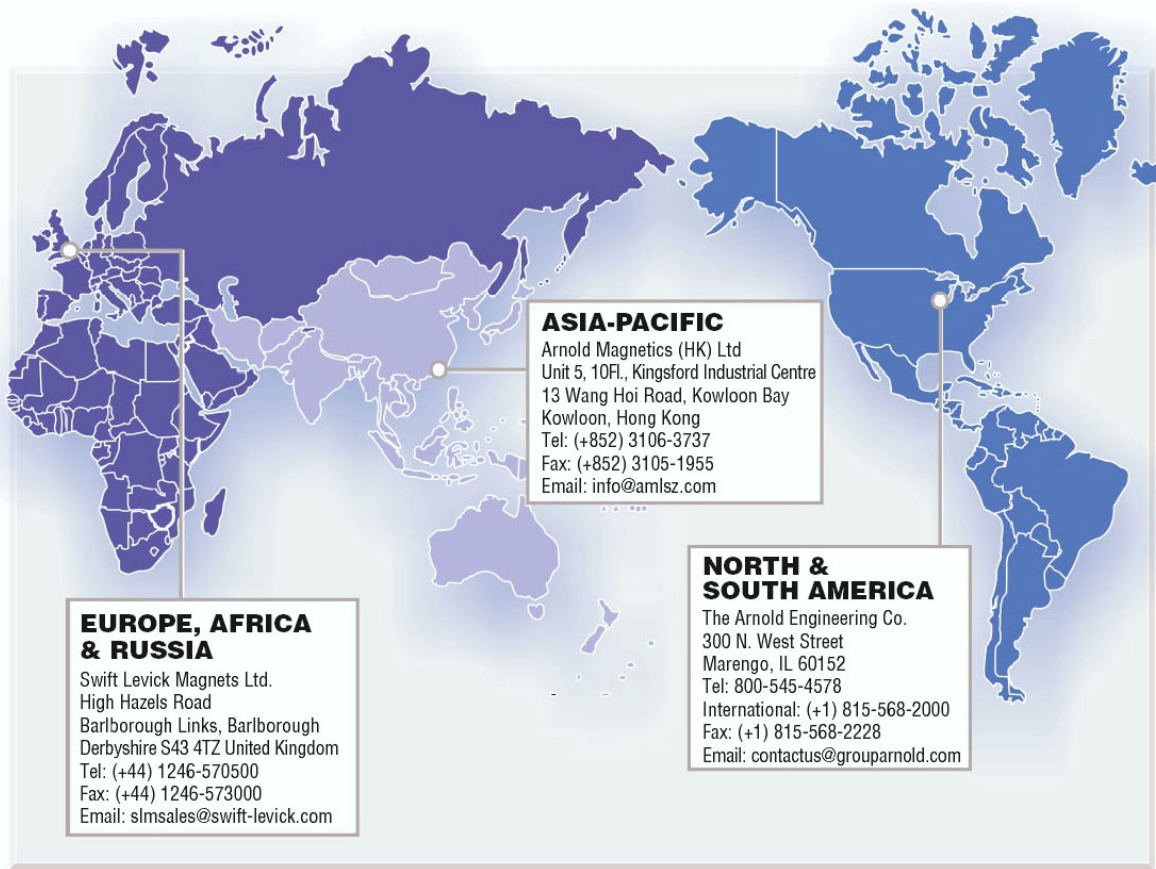 ASIA-PACIFIC
Arnold Magnetics (HK) Ltd
Unit 5, 10Fl., Kingsford Industrial Centre
13 Wang Hoi Road, Kowloon Bay
Kowloon, Hong Kong
Tel: (+852) 3106-3737
Fax: (+852) 3105-1955
Email: info@amlsz.com
NORTH &
SOUTH AMERICA
The Arnold Engineering Co.
300 N. West Street
Marengo, IL 60152
Tel: 800-545-4578
International: (+1) 815-568-2000
Fax: (+1) 815-568-2228
Email: contactus@grouparnold.com
EUROPE, AFRICA
& RUSSIA
Swift Levick Magnets Ltd.
High Hazels Road
Barlborough Links, Barlborough
Derbyshire S43 4TZ United Kingdom
Tel: (+44) 1246-570500
Fax: (+44) 1246-573000
Email: slmsales@swift-levick.com